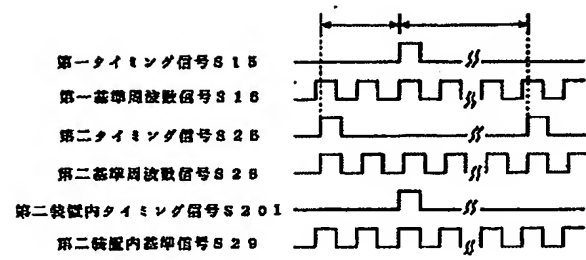 第一タイミング信号S15
第一基準周波数信号S16
第二タイミング信号S25
第二基準周波数信号S26
第二装置内タイミング信号S201
第二装置内基準信号S29